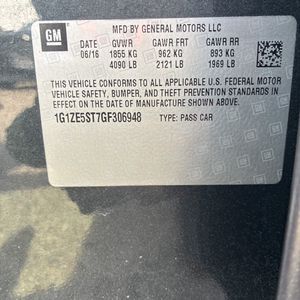 MFD BY GENERAL MOTORS LLC
GM
DATE GVWR GAWR FRT GAWR RR
06/16 1855 KG 962 KG 893 KG
4090 LB 2121 LB 1969 LB
THIS VEHICLE CONFORMS TO ALL APPLICABLE U.S. FEDERAL MOTOR
VEHICLE SAFETY, BUMPER, AND THEFT PREVENTION STANDARDS IN
EFFECT ON THE DATE OF MANUFACTURE SHOWN ABOVE.
1G1ZE5ST7GF306948 TYPE: PASS CAR